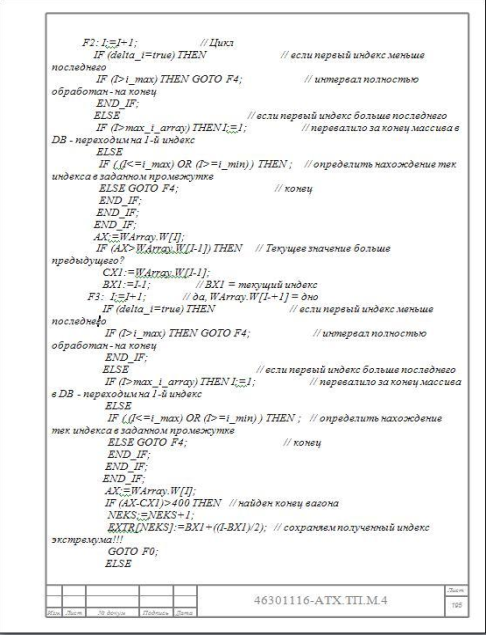 F2: I:=I+1; // Цикл
IF (delta_i=true) THEN // если первый индекс меньше
последнего
IF (I>i_max) THEN GOTO F4; // интервал полностью
обработан - на конец
END_IF;
ELSE // если первый индекс больше последнего
IF (I>max_i_array) THEN I:=1; // перевалило за конец массива в
DB - переходим на 1-й индекс
ELSE
IF ( (I<=i_max) OR (I>=i_min) ) THEN ; // определить нахождение тек
индекса в заданном промежутке
ELSE GOTO F4; // конец
END_IF;
END_IF;
END_IF;
AX:=WArray.W[I];
IF (AX>WArray.W[I-1]) THEN // Текущее значение больше
предыдущего?
CX1:=WArray.W[I-1];
BX1:=I-1; // BX1 = текущий индекс
F3: I:=I+1; // да, WArray.W[I-+1] = дно
IF (delta_i=true) THEN // если первый индекс меньше
последнего
IF (I>i_max) THEN GOTO F4; // интервал полностью
обработан - на конец
END_IF;
ELSE // если первый индекс больше последнего
IF (I>max_i_array) THEN I:=1; // перевалило за конец массива
в DB - переходим на 1-й индекс
ELSE
IF ( (I<=i_max) OR (I>=i_min) ) THEN ; // определить нахождение
тек индекса в заданном промежутке
ELSE GOTO F4; // конец
END_IF;
END_IF;
END_IF;
AX:=WArray.W[I];
IF (AX-CX1)>400 THEN // найден конец вагона
NEKS:=NEKS+1;
EXTR[NEKS]:=BX1+((I-BX1)/2); // сохраняем полученный индекс
экстремума!!!
GOTO F0;
ELSE
46301116-АТХ.ТП.М.4
Лист
195
Изм. Лист № докум. Подпись Дата